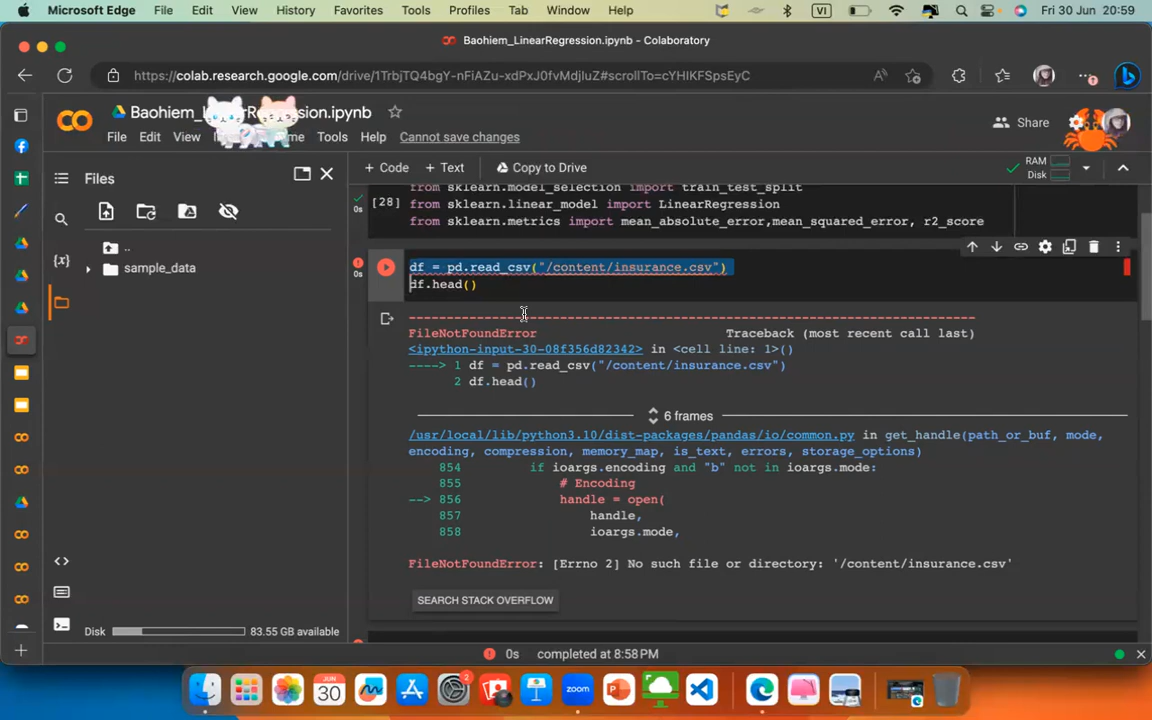 Microsoft Edge File Edit View History Favorites Tools Profiles Tab Window Help VI Fri 30 Jun 20:59
Baohiem_LinearRegression.ipynb - Colaboratory
https://colab.research.google.com/drive/1TrbjTQ4bgY-nFiAZu-xdPxJ0fvMdjIuZ#scrollTo=cYHIKFSpsEyC
Baohiem_LinearRegression.ipynb
File Edit View Tools Help Cannot save changes
Share
Files
+ Code + Text Copy to Drive
RAM
Disk
..
sample_data
{x}
from sklearn.model_selection import train_test_split
[28] from sklearn.linear_model import LinearRegression
0s
from sklearn.metrics import mean_absolute_error,mean_squared_error, r2_score
0s
df = pd.read_csv("/content/insurance.csv")
df.head()
---------------------------------------------------------------------------
FileNotFoundError Traceback (most recent call last)
<ipython-input-30-08f356d82342> in <cell line: 1>()
----> 1 df = pd.read_csv("/content/insurance.csv")
2 df.head()
6 frames
/usr/local/lib/python3.10/dist-packages/pandas/io/common.py in get_handle(path_or_buf, mode,
encoding, compression, memory_map, is_text, errors, storage_options)
854 if ioargs.encoding and "b" not in ioargs.mode:
855 # Encoding
--> 856 handle = open(
857 handle,
858 ioargs.mode,
FileNotFoundError: [Errno 2] No such file or directory: '/content/insurance.csv'
SEARCH STACK OVERFLOW
Disk 83.55 GB available
0s completed at 8:58 PM
JUN
30
2
zoom